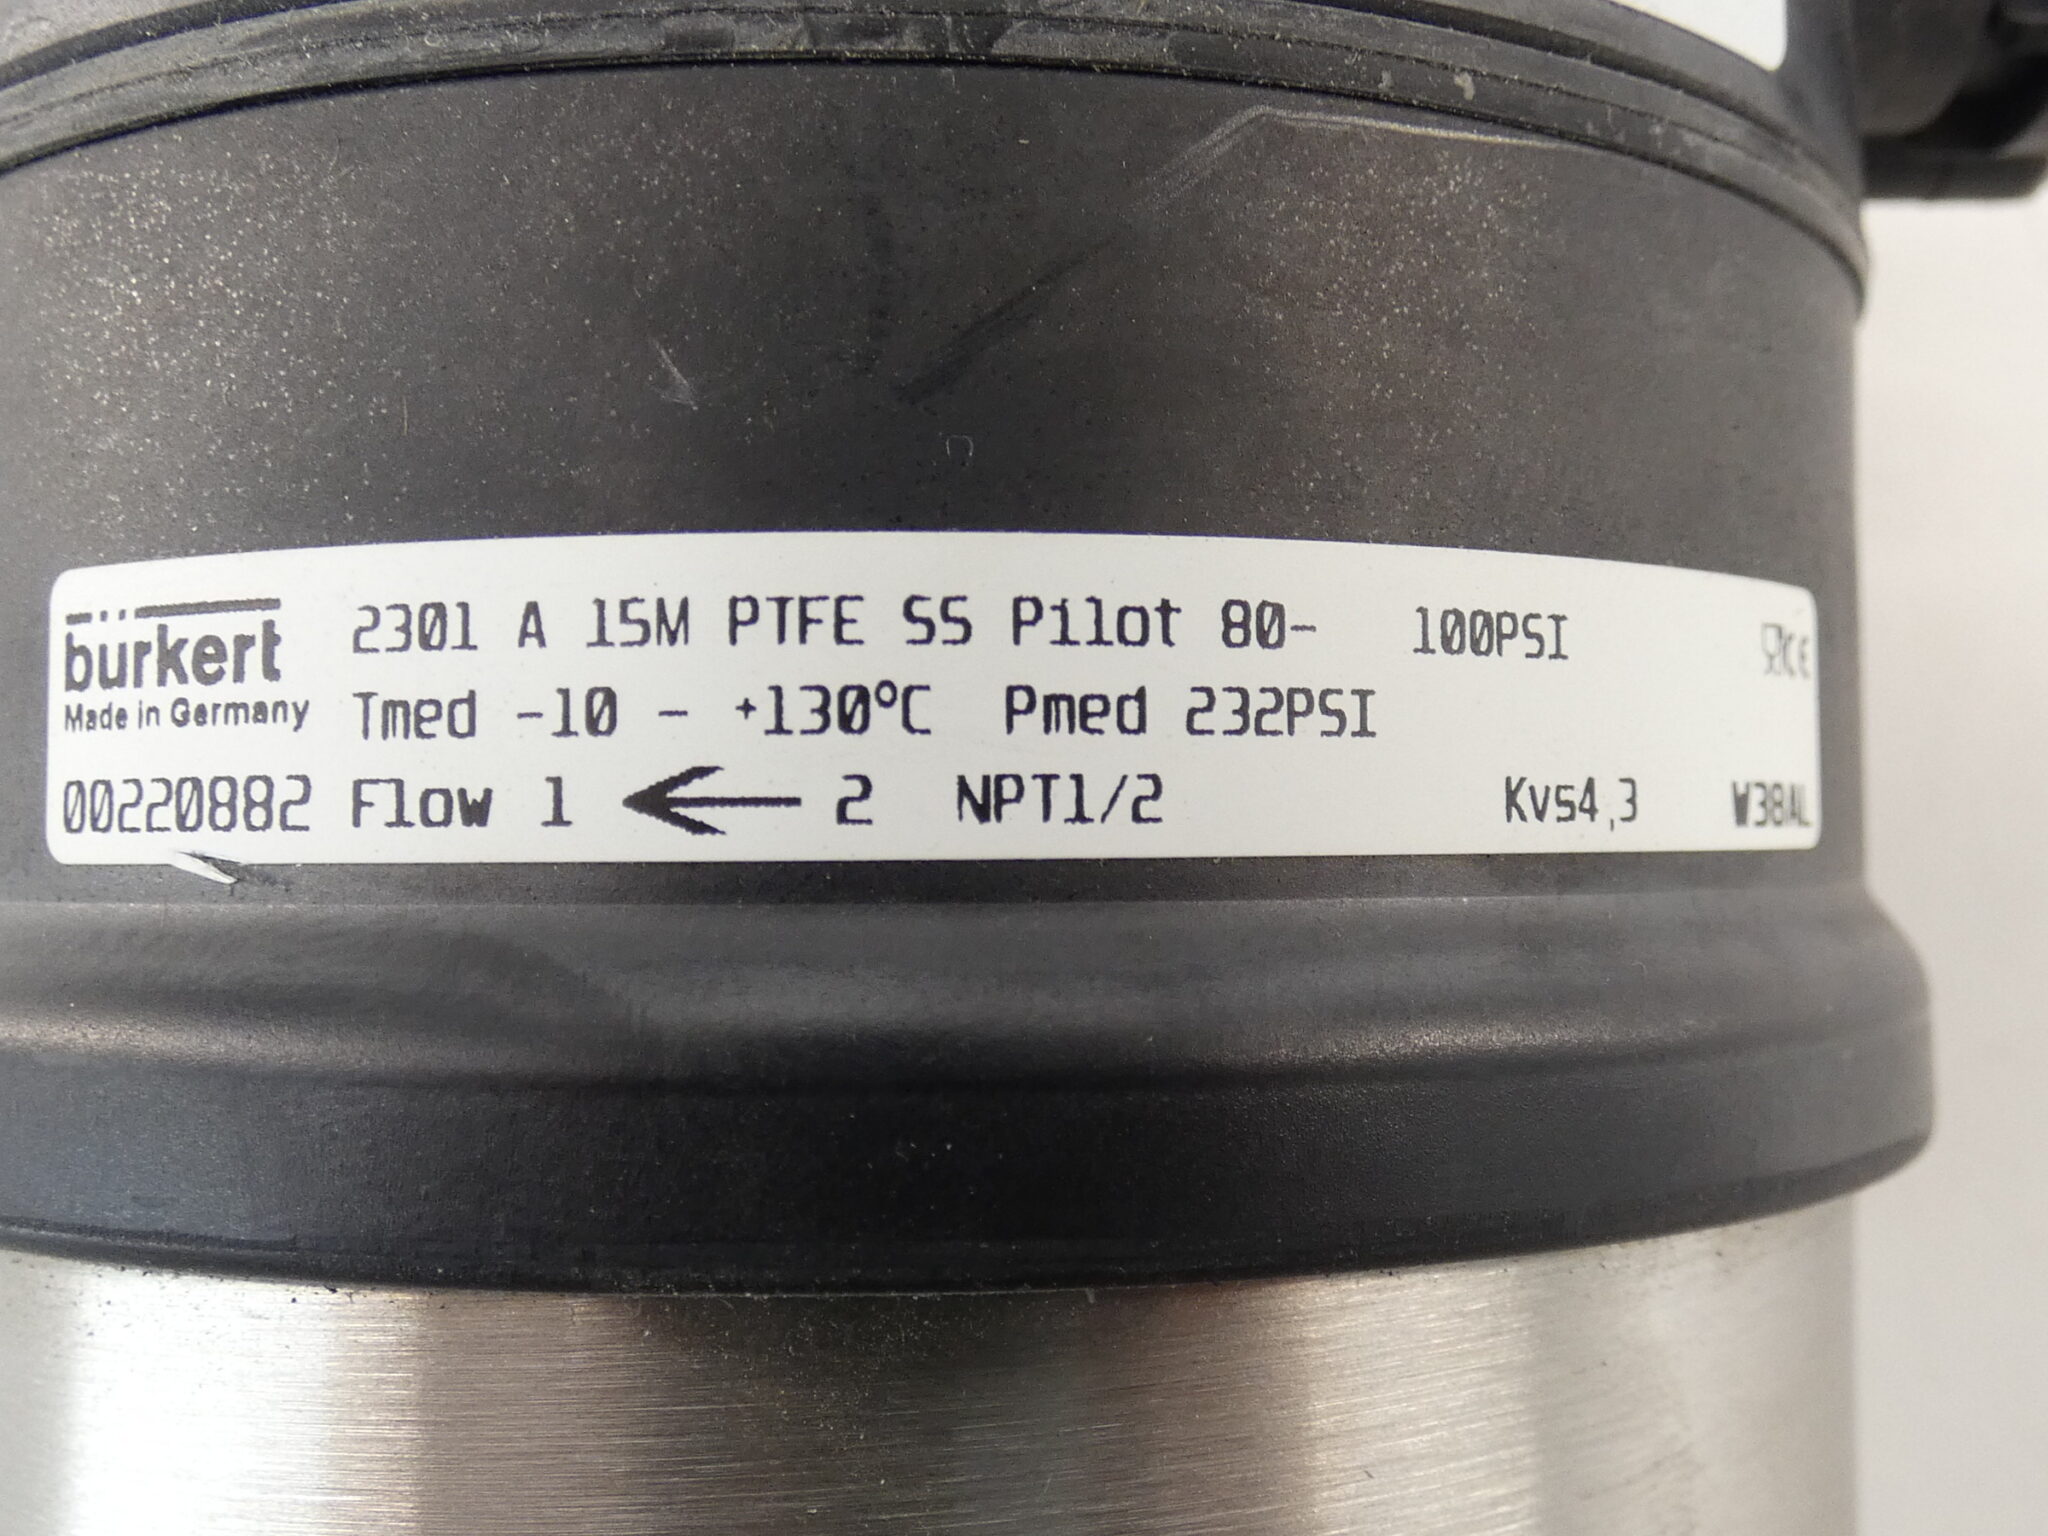 bürkert
Made in Germany
2301 A 15M PTFE SS Pilot 80- 100PSI
CE
Tmed -10 - +130°C Pmed 232PSI
00220882 Flow 1 ← 2 NPT1/2 Kvs4,3 W38AL